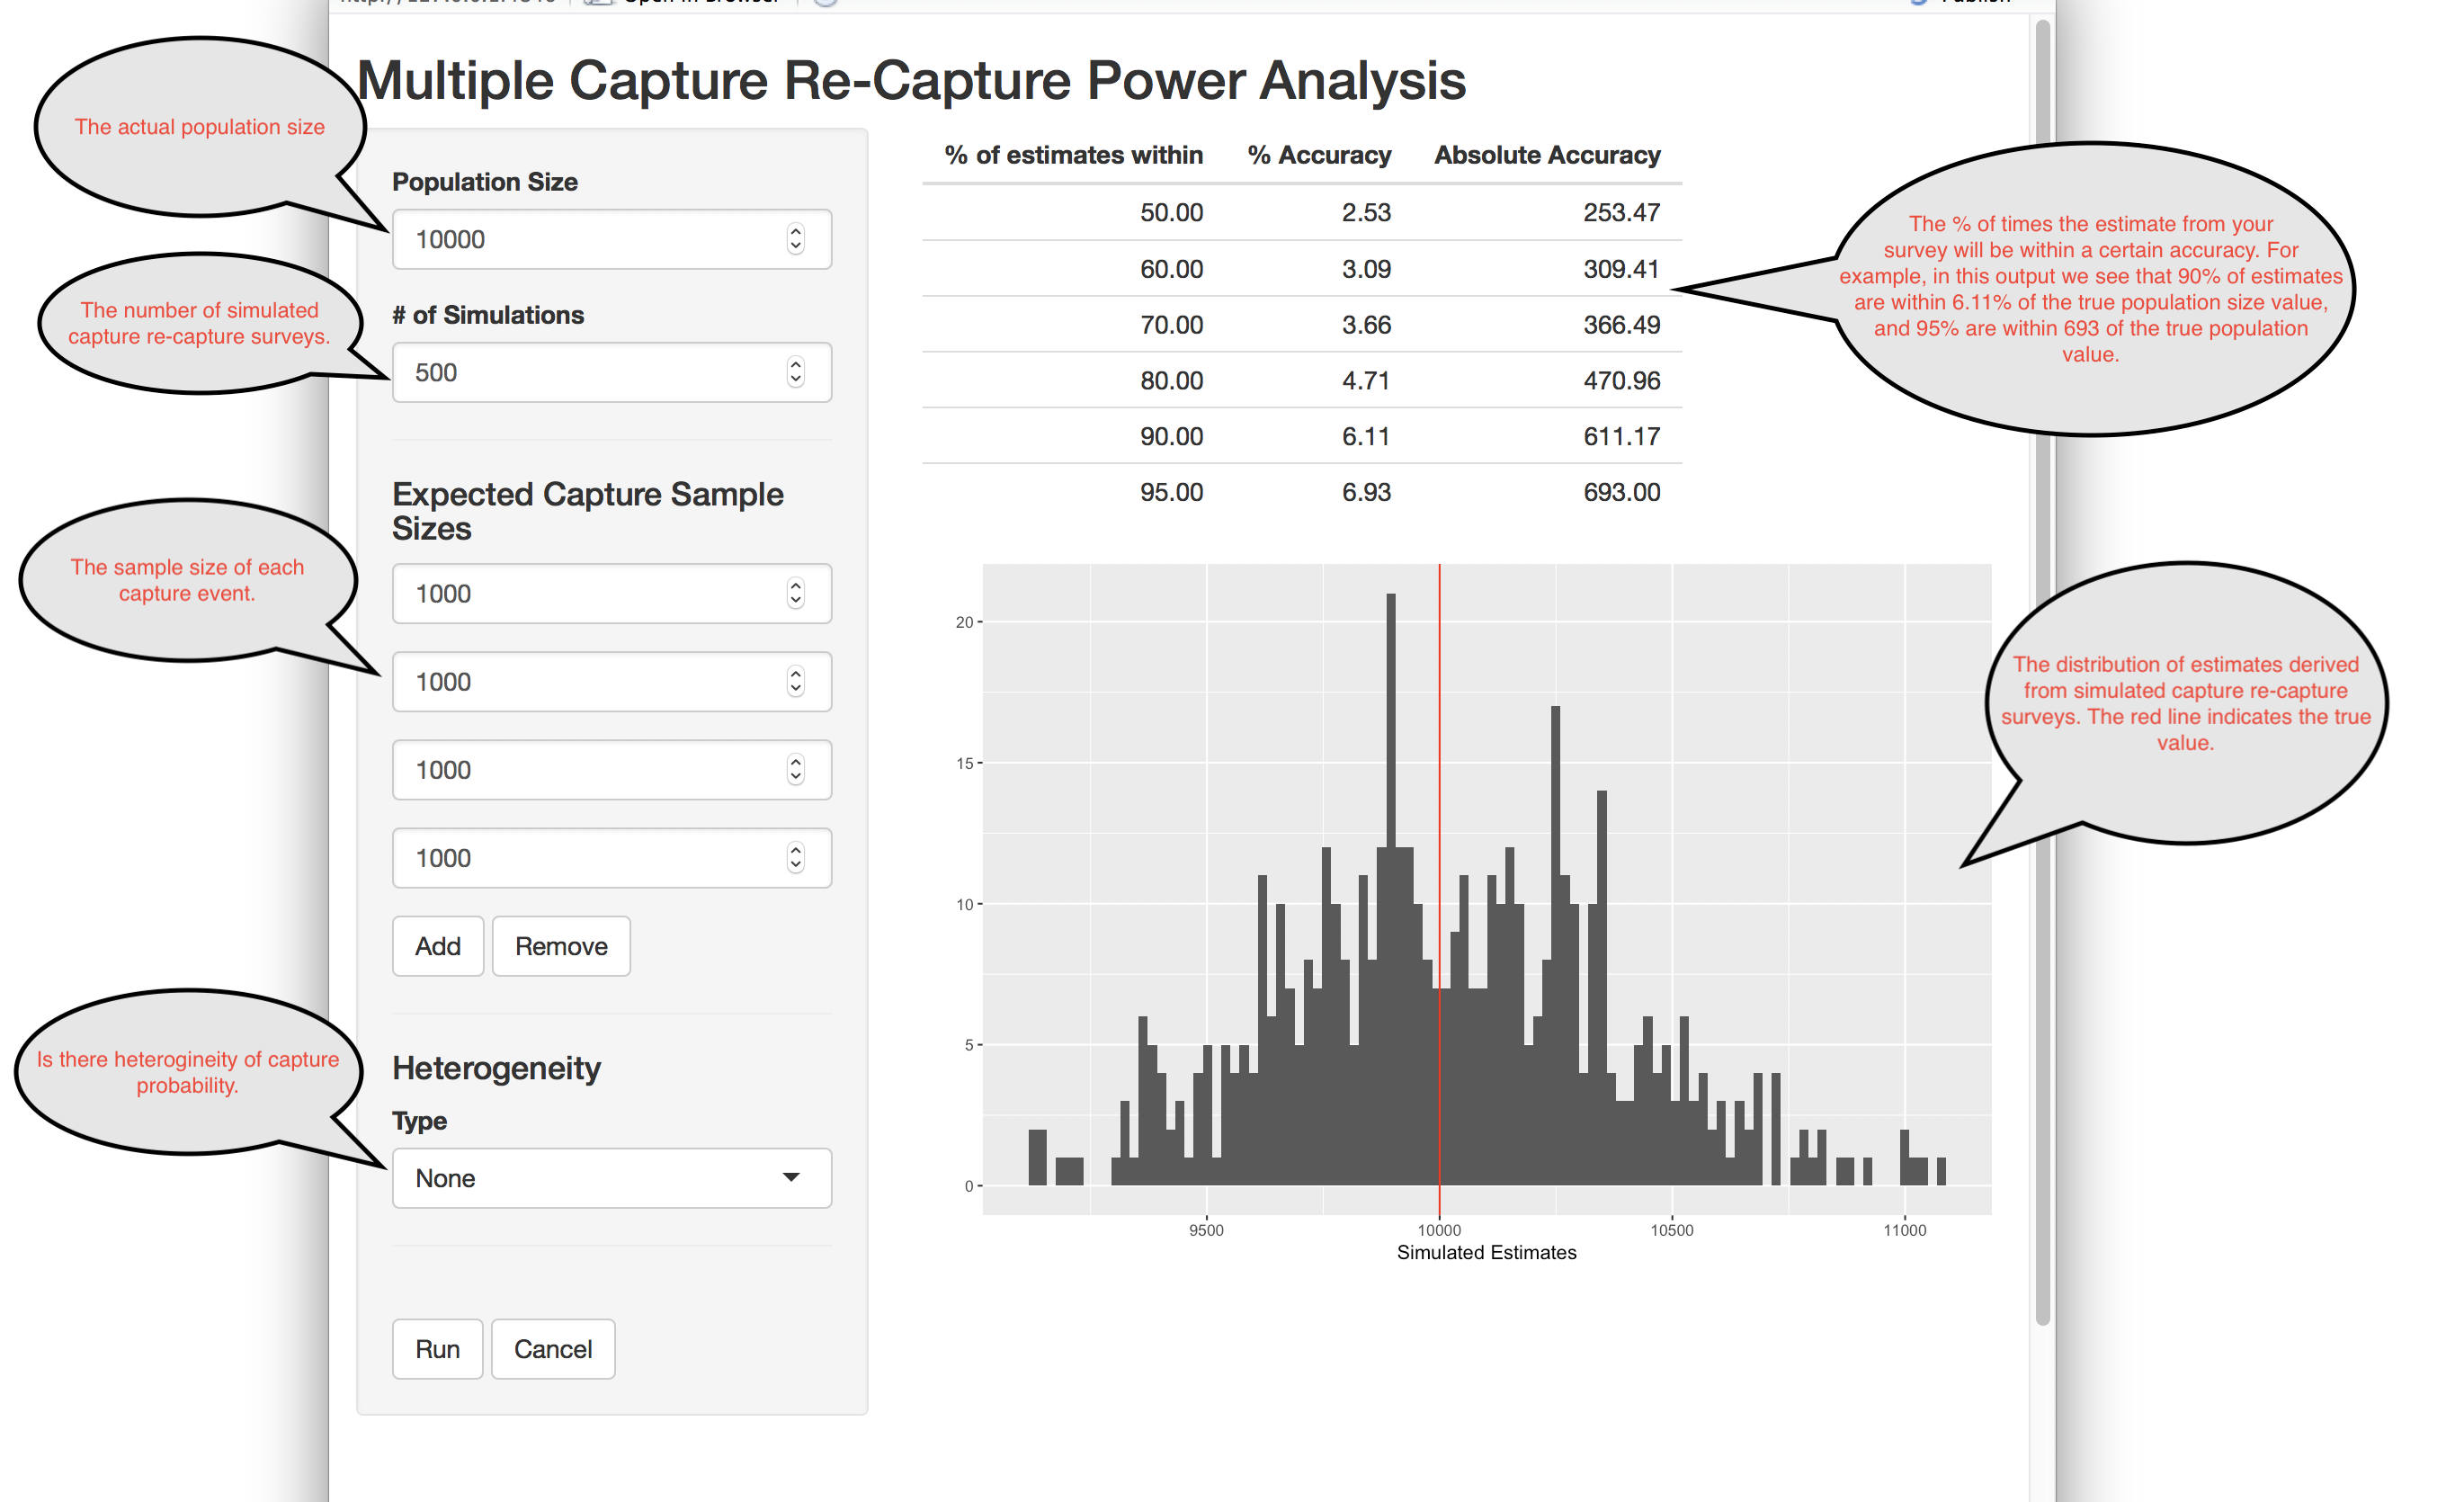 Multiple Capture Re-Capture Power Analysis
The actual population size
Population Size
10000
The number of simulated
capture re-capture surveys.
# of Simulations
500
Expected Capture Sample
Sizes
The sample size of each
capture event.
1000
1000
1000
1000
Add Remove
Is there heterogineity of capture
probability.
Heterogeneity
Type
None
Run Cancel
% of estimates within % Accuracy Absolute Accuracy
50.00 2.53 253.47
60.00 3.09 309.41
70.00 3.66 366.49
80.00 4.71 470.96
90.00 6.11 611.17
95.00 6.93 693.00
The % of times the estimate from your
survey will be within a certain accuracy. For
example, in this output we see that 90% of estimates
are within 6.11% of the true population size value,
and 95% are within 693 of the true population
value.
20
15
10
5
0
9500 10000 10500 11000
Simulated Estimates
The distribution of estimates derived
from simulated capture re-capture
surveys. The red line indicates the true
value.